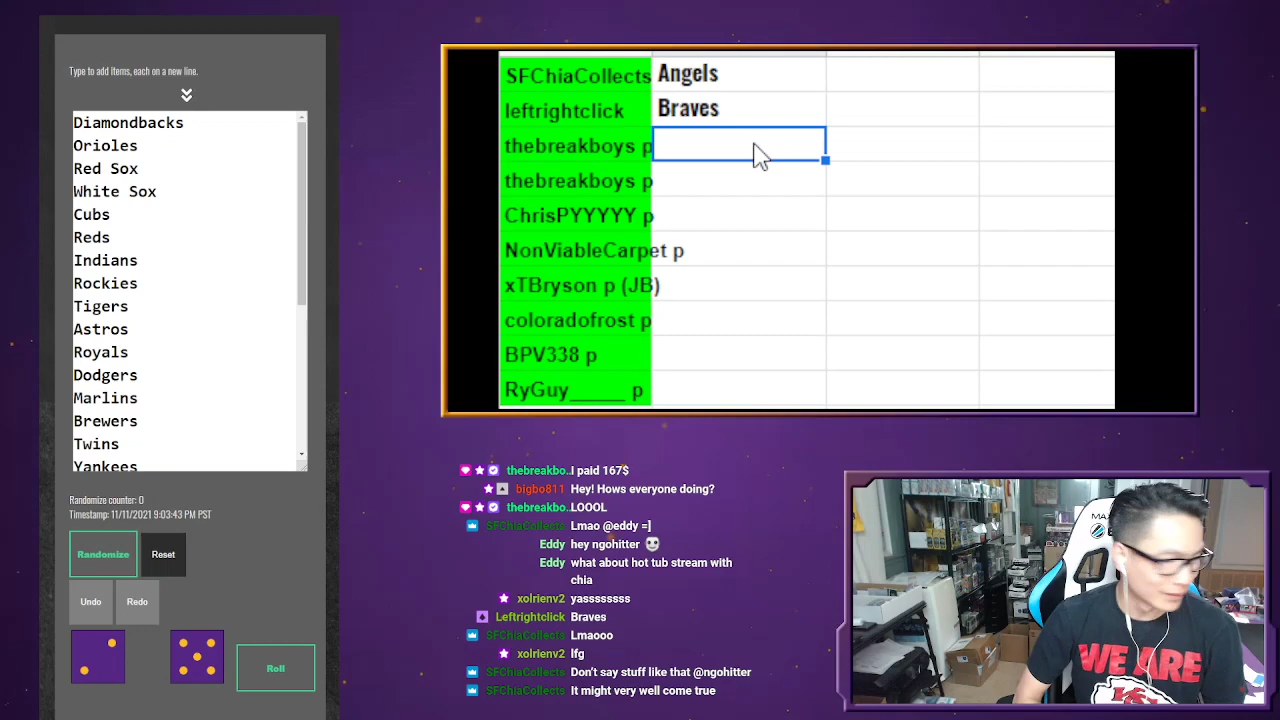 Type to add items, each on a new line.
Diamondbacks
Orioles
Red Sox
White Sox
Cubs
Reds
Indians
Rockies
Tigers
Astros
Royals
Dodgers
Marlins
Brewers
Twins
Yankees
Randomize counter: 0
Timestamp: 11/11/2021 9:03:43 PM PST
Randomize
Reset
Undo
Redo
Roll
SFChiaCollects Angels
leftrightclick Braves
thebreakboys p
thebreakboys p
ChrisPYYYYY p
NonViableCarpet p
xTBryson p (JB)
coloradofrost p
BPV338 p
RyGuy_____ p
thebreakbo.. I paid 167$
bigbo811 Hey! Hows everyone doing?
thebreakbo.. LOOOL
SFChiaCollects Lmao @eddy =]
Eddy hey ngohitter
Eddy what about hot tub stream with
chia
xolrienv2 yassssssss
Leftrightclick Braves
SFChiaCollects Lmaooo
xolrienv2 lfg
SFChiaCollects Don't say stuff like that @ngohitter
SFChiaCollects It might very well come true
WE ARE